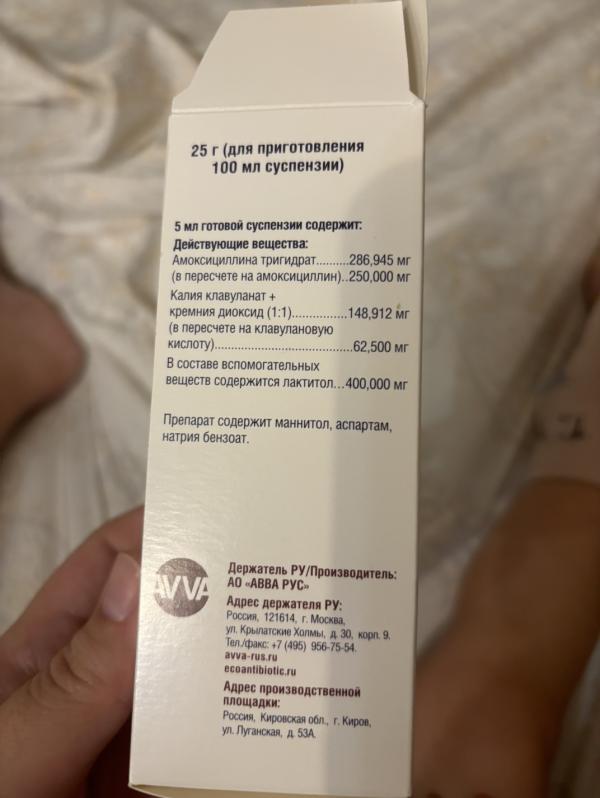 25 г (для приготовления
100 мл суспензии)
5 мл готовой суспензии содержит:
Действующие вещества:
Амоксициллина тригидрат..........286,945 мг
(в пересчете на амоксициллин)..250,000 мг
Калия клавуланат +
кремния диоксид (1:1).................148,912 мг
(в пересчете на клавулановую
кислоту)..........................................62,500 мг
В составе вспомогательных
веществ содержится лактитол...400,000 мг
Препарат содержит маннитол, аспартам,
натрия бензоат.
AVVA
Держатель РУ/Производитель:
АО «АВВА РУС»
Адрес держателя РУ:
Россия, 121614, г. Москва,
ул. Крылатские Холмы, д. 30, корп. 9.
Тел./факс: +7 (495) 956-75-54.
avva-rus.ru
ecoantibiotic.ru
Адрес производственной
площадки:
Россия, Кировская обл., г. Киров,
ул. Луганская, д. 53А.